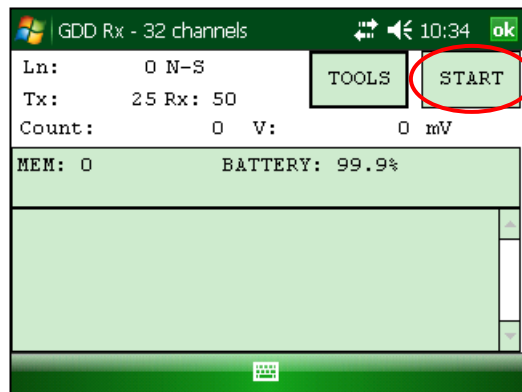 GDD Rx - 32 channels 10:34 ok
Ln: 0 N-S TOOLS START
Tx: 25 Rx: 50
Count: 0 V: 0 mV
MEM: 0 BATTERY: 99.9%